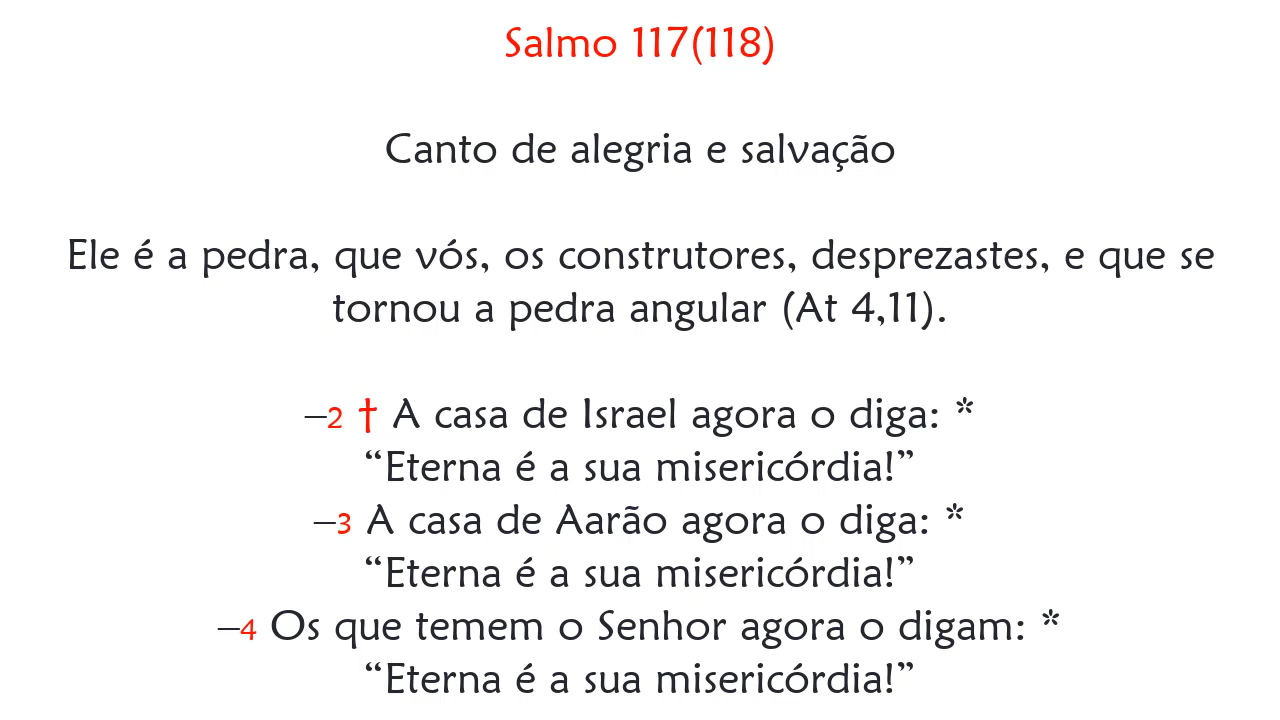 Salmo 117(118)
Canto de alegria e salvação
Ele é a pedra, que vós, os construtores, desprezastes, e que se
tornou a pedra angular (At 4,11).
–2 † A casa de Israel agora o diga: *
“Eterna é a sua misericórdia!”
–3 A casa de Aarão agora o diga: *
“Eterna é a sua misericórdia!”
–4 Os que temem o Senhor agora o digam: *
“Eterna é a sua misericórdia!”